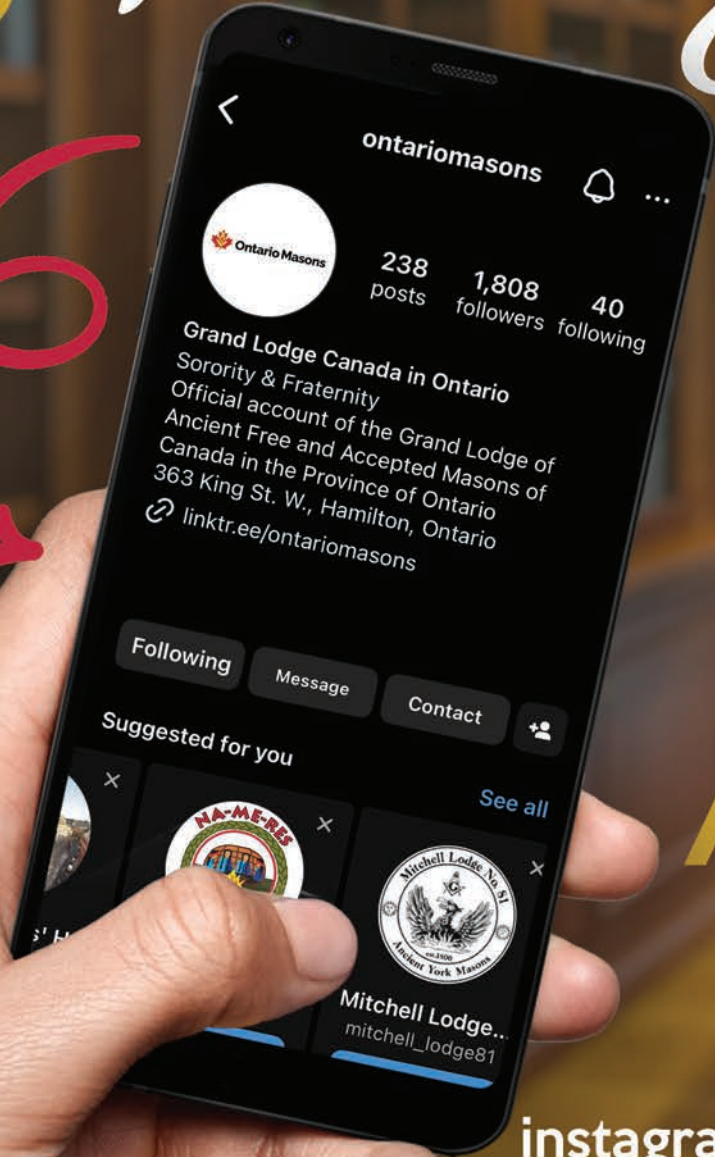 ontariomasons
Ontario Masons
238 1,808 40
posts followers following
Grand Lodge Canada in Ontario
Sorority & Fraternity
Official account of the Grand Lodge of
Ancient Free and Accepted Masons of
Canada in the Province of Ontario
363 King St. W., Hamilton, Ontario
linktr.ee/ontariomasons
Following Message Contact
Suggested for you
See all
NA-ME-RES
Mitchell Lodge No. 81
est. 1800
Ancient York Masons
Mitchell Lodge...
mitchell_lodge81